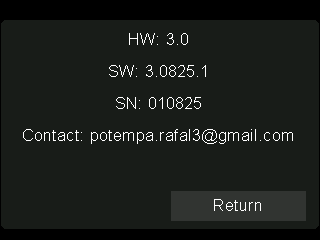 HW: 3.0
SW: 3.0825.1
SN: 010825
Contact: potempa.rafal3@gmail.com
Return